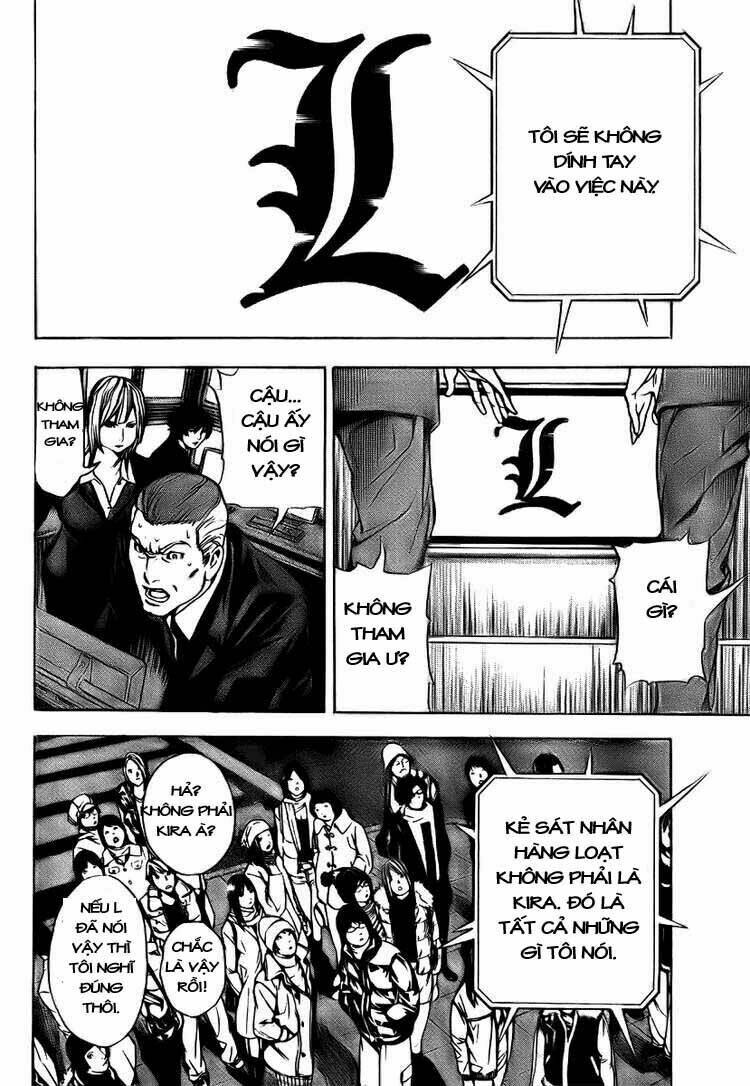 L
TÔI SẼ KHÔNG
DÍNH TAY
VÀO VIỆC NÀY.
L
CÁI
GÌ?
KHÔNG
THAM
GIA Ư?
CẬU...
CẬU ẤY
NÓI GÌ
VẬY?
KHÔNG
THAM
GIA?
KẺ SÁT NHÂN
HÀNG LOẠT
KHÔNG PHẢI LÀ
KIRA. ĐÓ LÀ
TẤT CẢ NHỮNG
GÌ TÔI NÓI.
HẢ?
KHÔNG PHẢI
KIRA À?
CHẮC
LÀ VẬY
RỒI!
NẾU L
ĐÃ NÓI
VẬY THÌ
TÔI NGHĨ
ĐÚNG
THÔI.